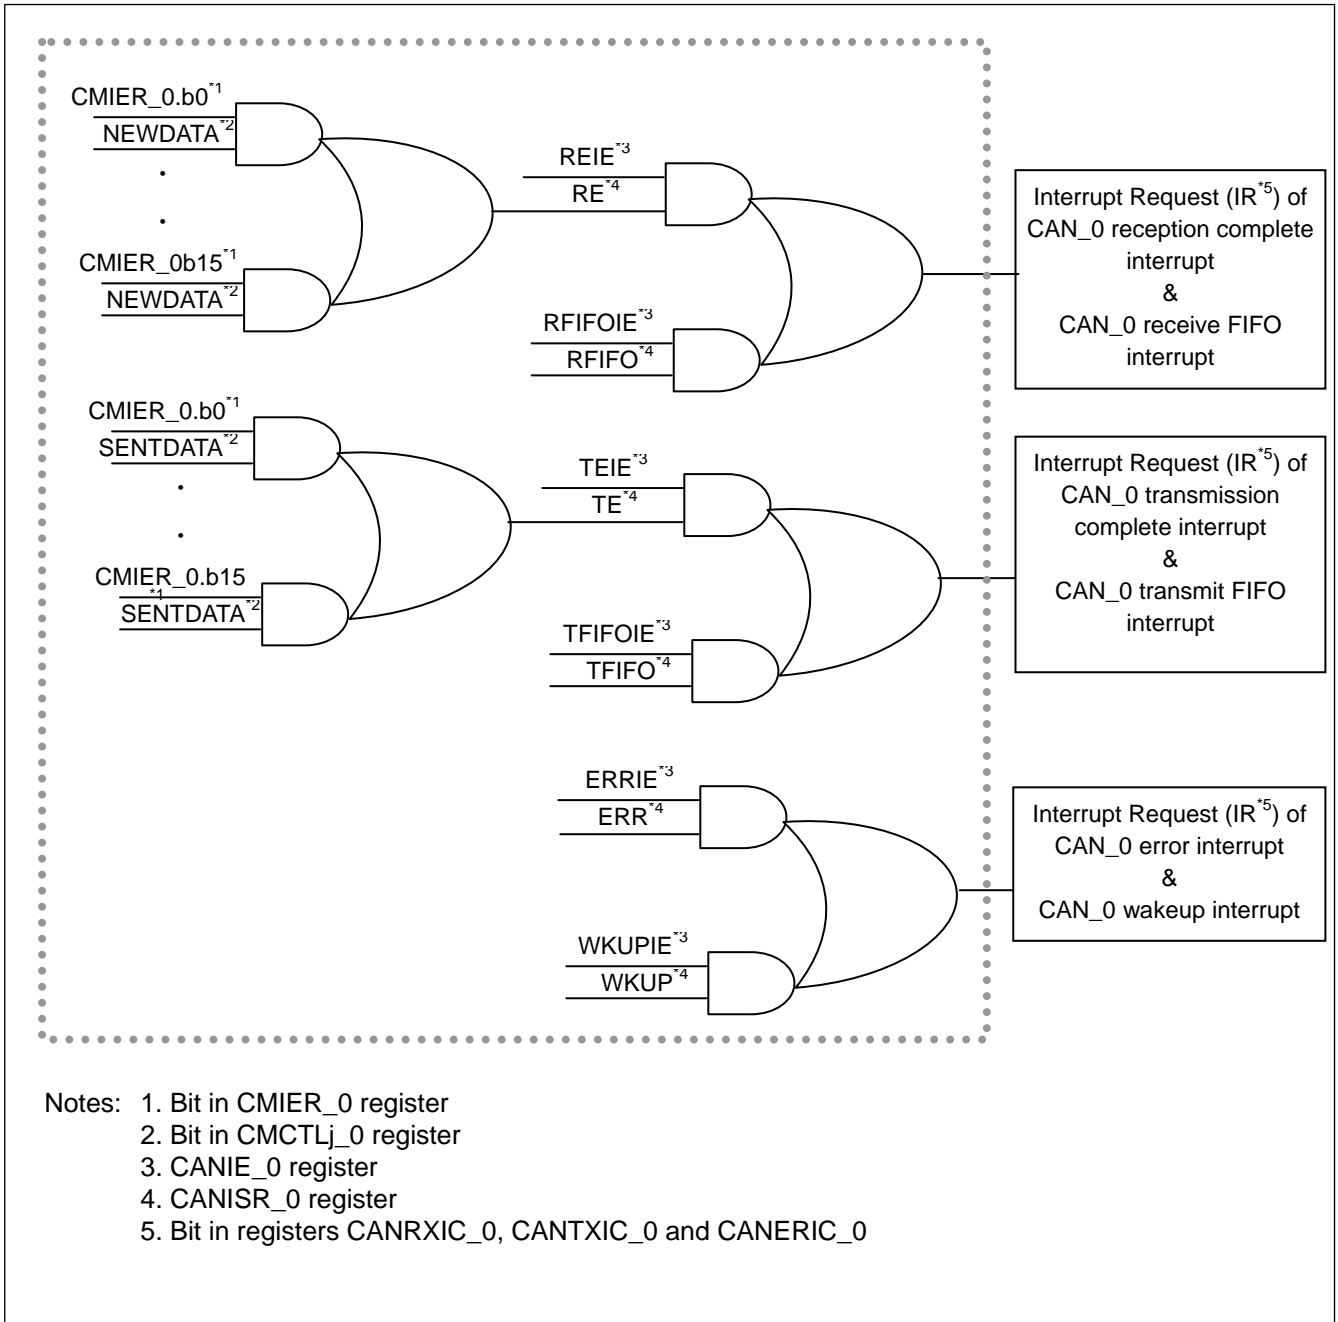 CMIER_0.b0*1
NEWDATA*2
.
.
CMIER_0b15*1
NEWDATA*2
REIE*3
RE*4
RFIFOIE*3
RFIFO*4
Interrupt Request (IR*5) of
CAN_0 reception complete
interrupt
&
CAN_0 receive FIFO
interrupt
CMIER_0.b0*1
SENTDATA*2
.
.
CMIER_0.b15
*1
SENTDATA*2
TEIE*3
TE*4
TFIFOIE*3
TFIFO*4
Interrupt Request (IR*5) of
CAN_0 transmission
complete interrupt
&
CAN_0 transmit FIFO
interrupt
ERRIE*3
ERR*4
WKUPIE*3
WKUP*4
Interrupt Request (IR*5) of
CAN_0 error interrupt
&
CAN_0 wakeup interrupt
Notes: 1. Bit in CMIER_0 register
2. Bit in CMCTLj_0 register
3. CANIE_0 register
4. CANISR_0 register
5. Bit in registers CANRXIC_0, CANTXIC_0 and CANERIC_0